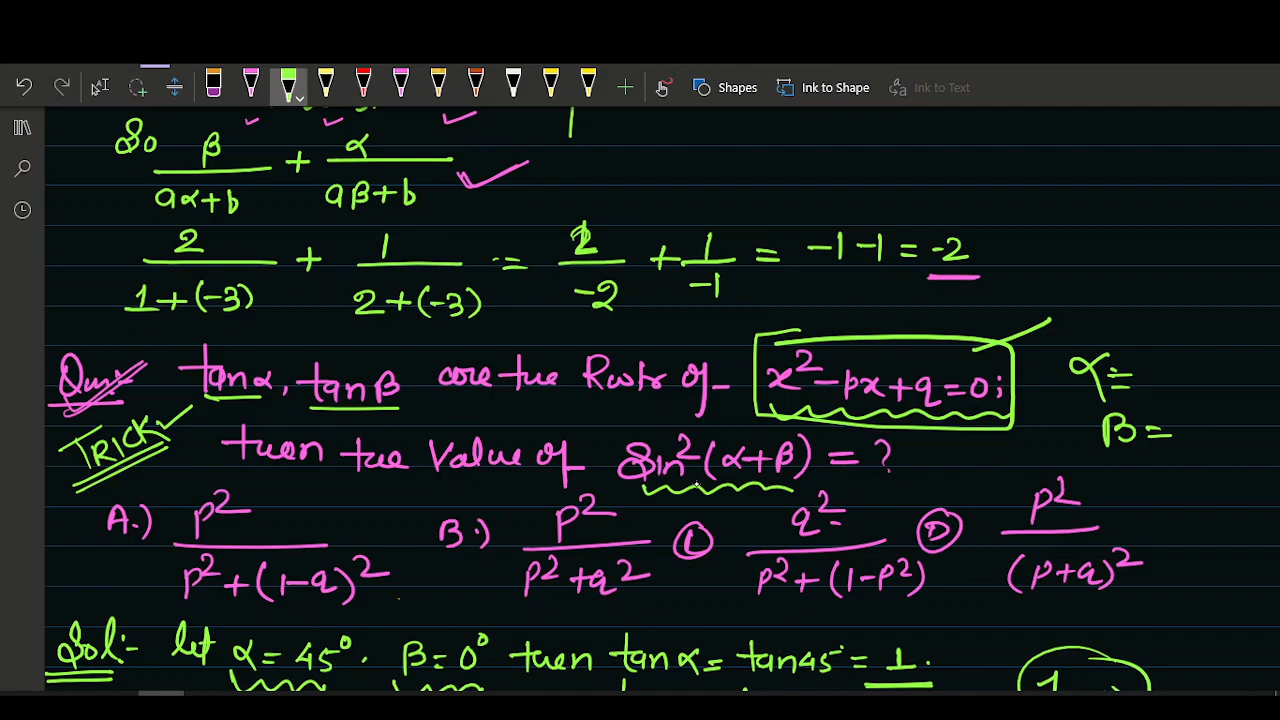 Shapes Ink to Shape Ink to Text
So β/(aα+b) + α/(aβ+b)
2/(1+(-3)) + 1/(2+(-3)) = 2/-2 + 1/-1 = -1-1 = -2
Que tanα, tanβ are the Roots of- x²-px+q=0; α=
β=
TRICK then the Value of Sin²(α+β) = ?
A.) p²/(p²+(1-q)²) B.) p²/(p²+q²) C q²/(p²+(1-p²) D p²/(p+q)²
Sol:- let α=45°. β=0° then tanα= tan45°=1.
1